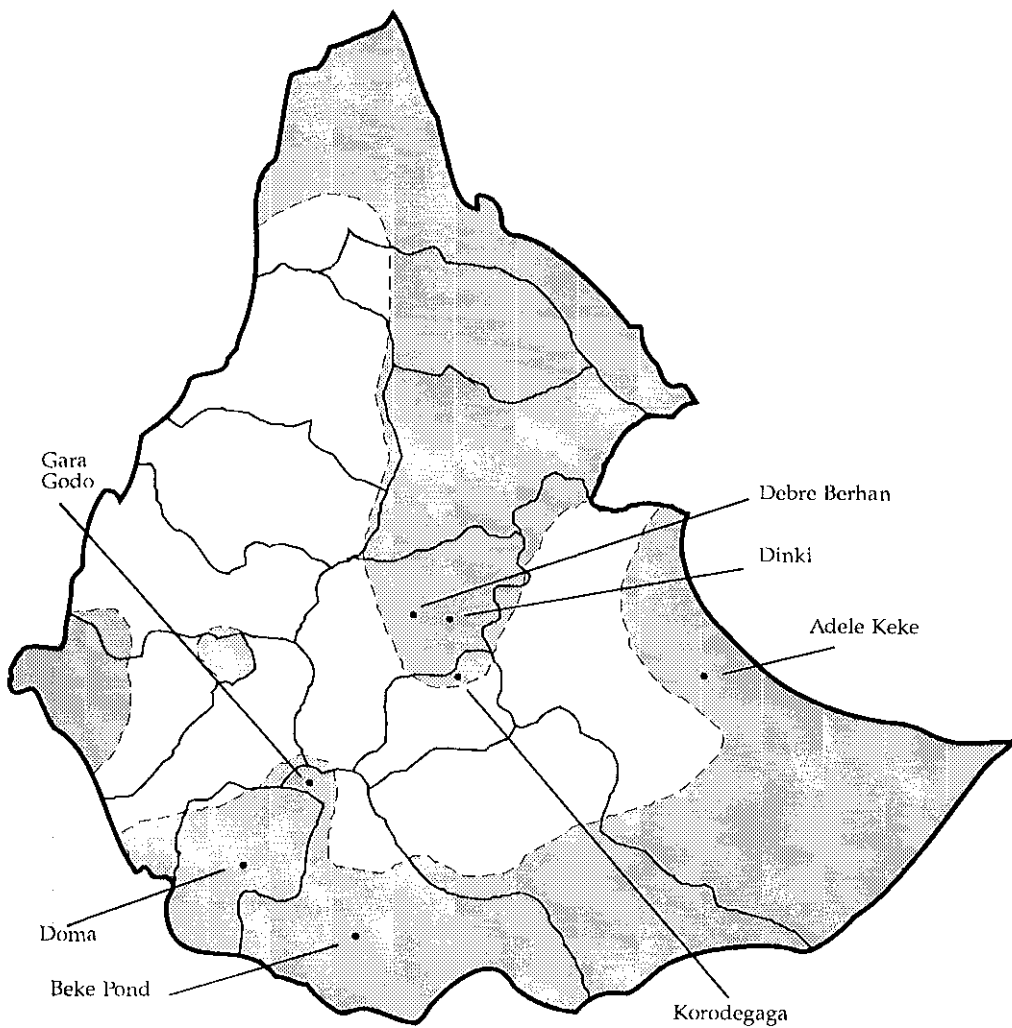 Gara
Godo
Debre Berhan
Dinki
Adele Keke
Doma
Beke Pond
Korodegaga